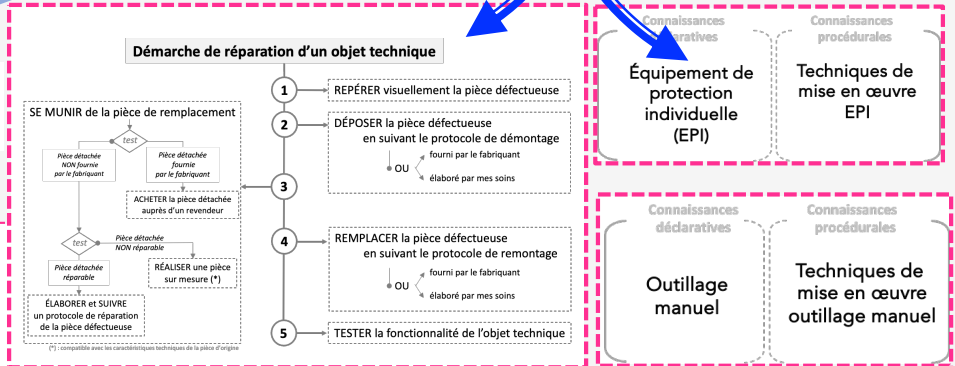 Démarche de réparation d'un objet technique
1
REPÉRER visuellement la pièce défectueuse
2
DÉPOSER la pièce défectueuse
en suivant le protocole de démontage
OU
fourni par le fabriquant
élaboré par mes soins
3
SE MUNIR de la pièce de remplacement
test
Pièce détachée
NON fournie
par le fabriquant
Pièce détachée
fournie
par le fabriquant
ACHETER la pièce détachée
auprès d'un revendeur
test
Pièce détachée
NON réparable
Pièce détachée
réparable
RÉALISER une pièce
sur mesure (*)
ÉLABORER et SUIVRE
un protocole de réparation
de la pièce défectueuse
(*) : compatible avec les caractéristiques techniques de la pièce d'origine
4
REMPLACER la pièce défectueuse
en suivant le protocole de remontage
OU
fourni par le fabriquant
élaboré par mes soins
5
TESTER la fonctionnalité de l'objet technique
Connaissances
déclaratives
Équipement de
protection
individuelle
(EPI)
Connaissances
procédurales
Techniques de
mise en œuvre
EPI
Connaissances
déclaratives
Outillage
manuel
Connaissances
procédurales
Techniques de
mise en œuvre
outillage manuel